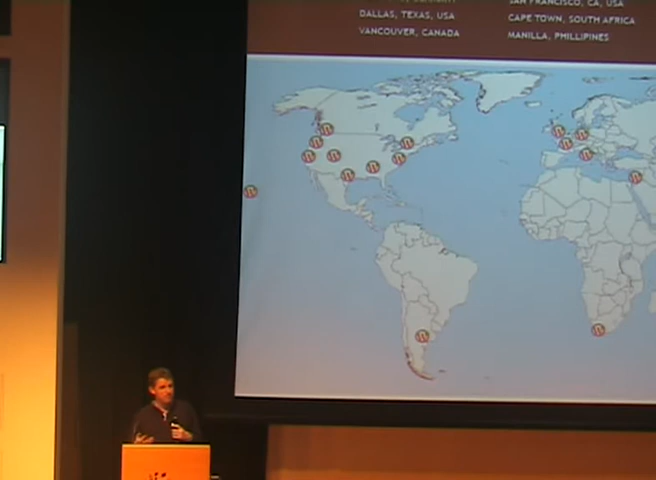 SAN FRANCISCO, CA, USA
DALLAS, TEXAS, USA
CAPE TOWN, SOUTH AFRICA
VANCOUVER, CANADA
MANILLA, PHILLIPINES